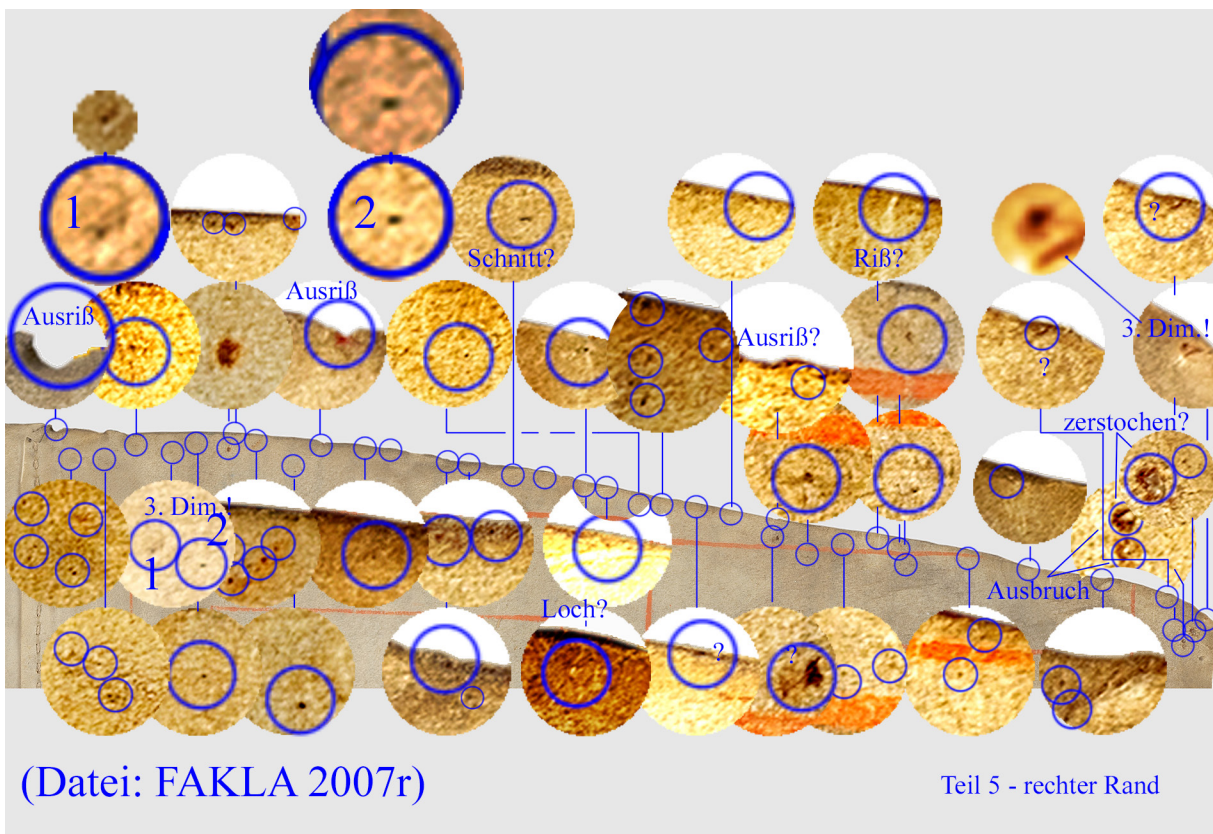 1
2
?
Schnitt?
Riß?
Ausriß
Ausriß
3. Dim.!
Ausriß?
?
zerstochen?
3. Dim.!
2
1
Ausbruch
Loch?
?
?
(Datei: FAKLA 2007r)
Teil 5 - rechter Rand